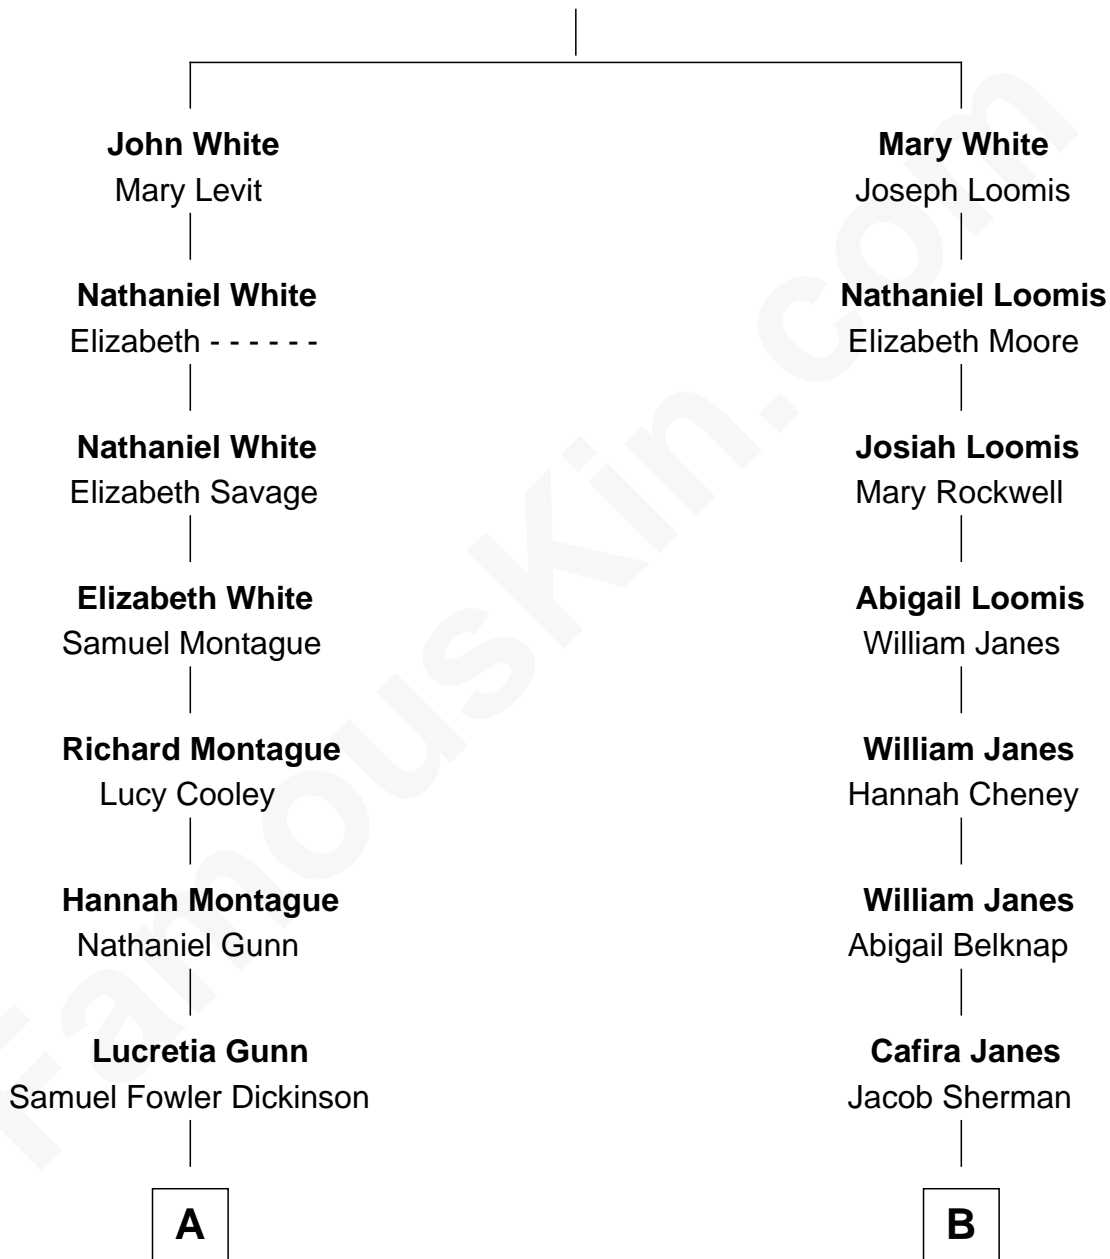 John White
Mary Levit
Mary White
Joseph Loomis
Nathaniel White
Elizabeth - - - - - -
Nathaniel Loomis
Elizabeth Moore
Nathaniel White
Elizabeth Savage
Josiah Loomis
Mary Rockwell
Elizabeth White
Samuel Montague
Abigail Loomis
William Janes
Richard Montague
Lucy Cooley
William Janes
Hannah Cheney
Hannah Montague
Nathaniel Gunn
William Janes
Abigail Belknap
Lucretia Gunn
Samuel Fowler Dickinson
Cafira Janes
Jacob Sherman
A
B
FamousKin.com